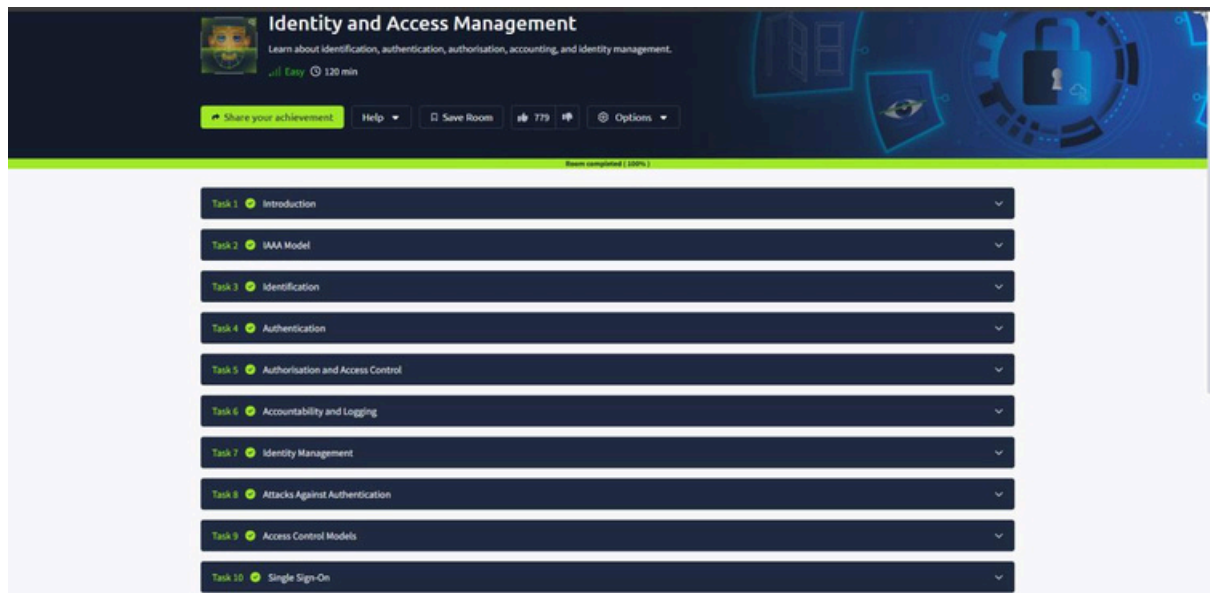 Identity and Access Management
Learn about identification, authentication, authorisation, accounting, and identity management.
Easy 120 min
Share your achievement Help Save Room 779 Options
Room completed ( 100% )
Task 1 Introduction
Task 2 IAAA Model
Task 3 Identification
Task 4 Authentication
Task 5 Authorisation and Access Control
Task 6 Accountability and Logging
Task 7 Identity Management
Task 8 Attacks Against Authentication
Task 9 Access Control Models
Task 10 Single Sign-On